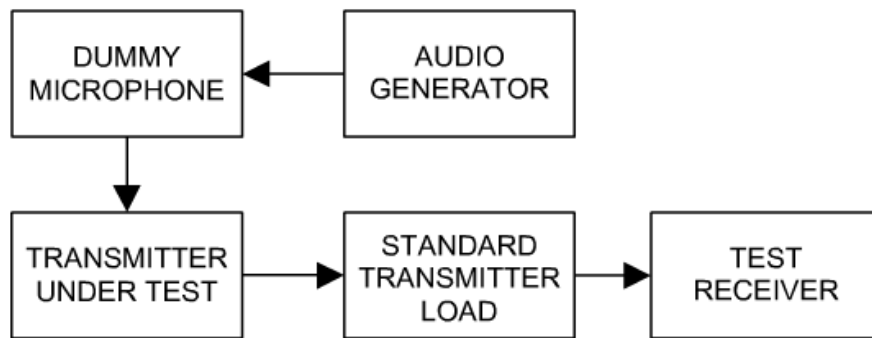 DUMMY
MICROPHONE
AUDIO
GENERATOR
TRANSMITTER
UNDER TEST
STANDARD
TRANSMITTER
LOAD
TEST
RECEIVER